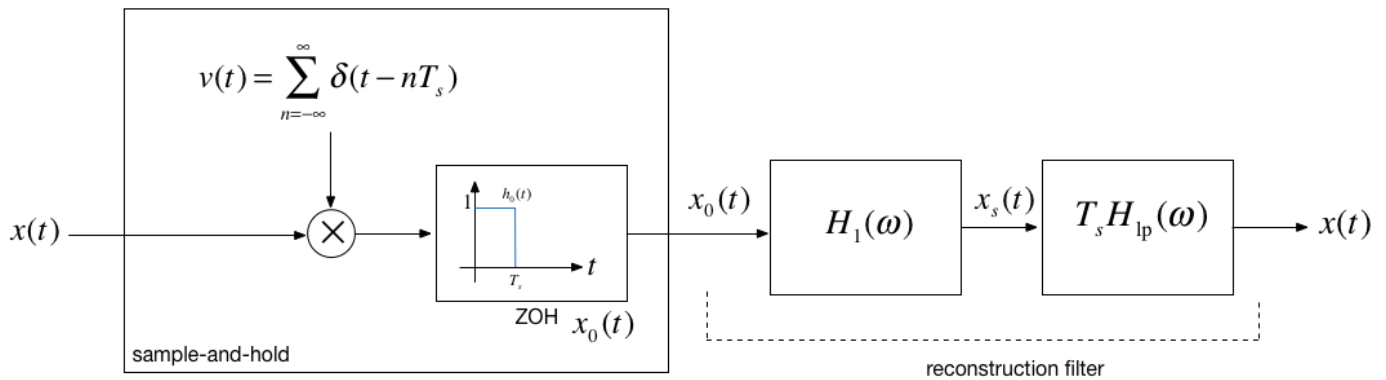 v(t) = ∑ δ(t − nT_s)
∞
n=−∞
x(t)
×
1
h_0(t)
t
T_s
ZOH x_0(t)
sample-and-hold
x_0(t)
H_1(ω)
x_s(t)
T_s H_lp(ω)
x(t)
reconstruction filter